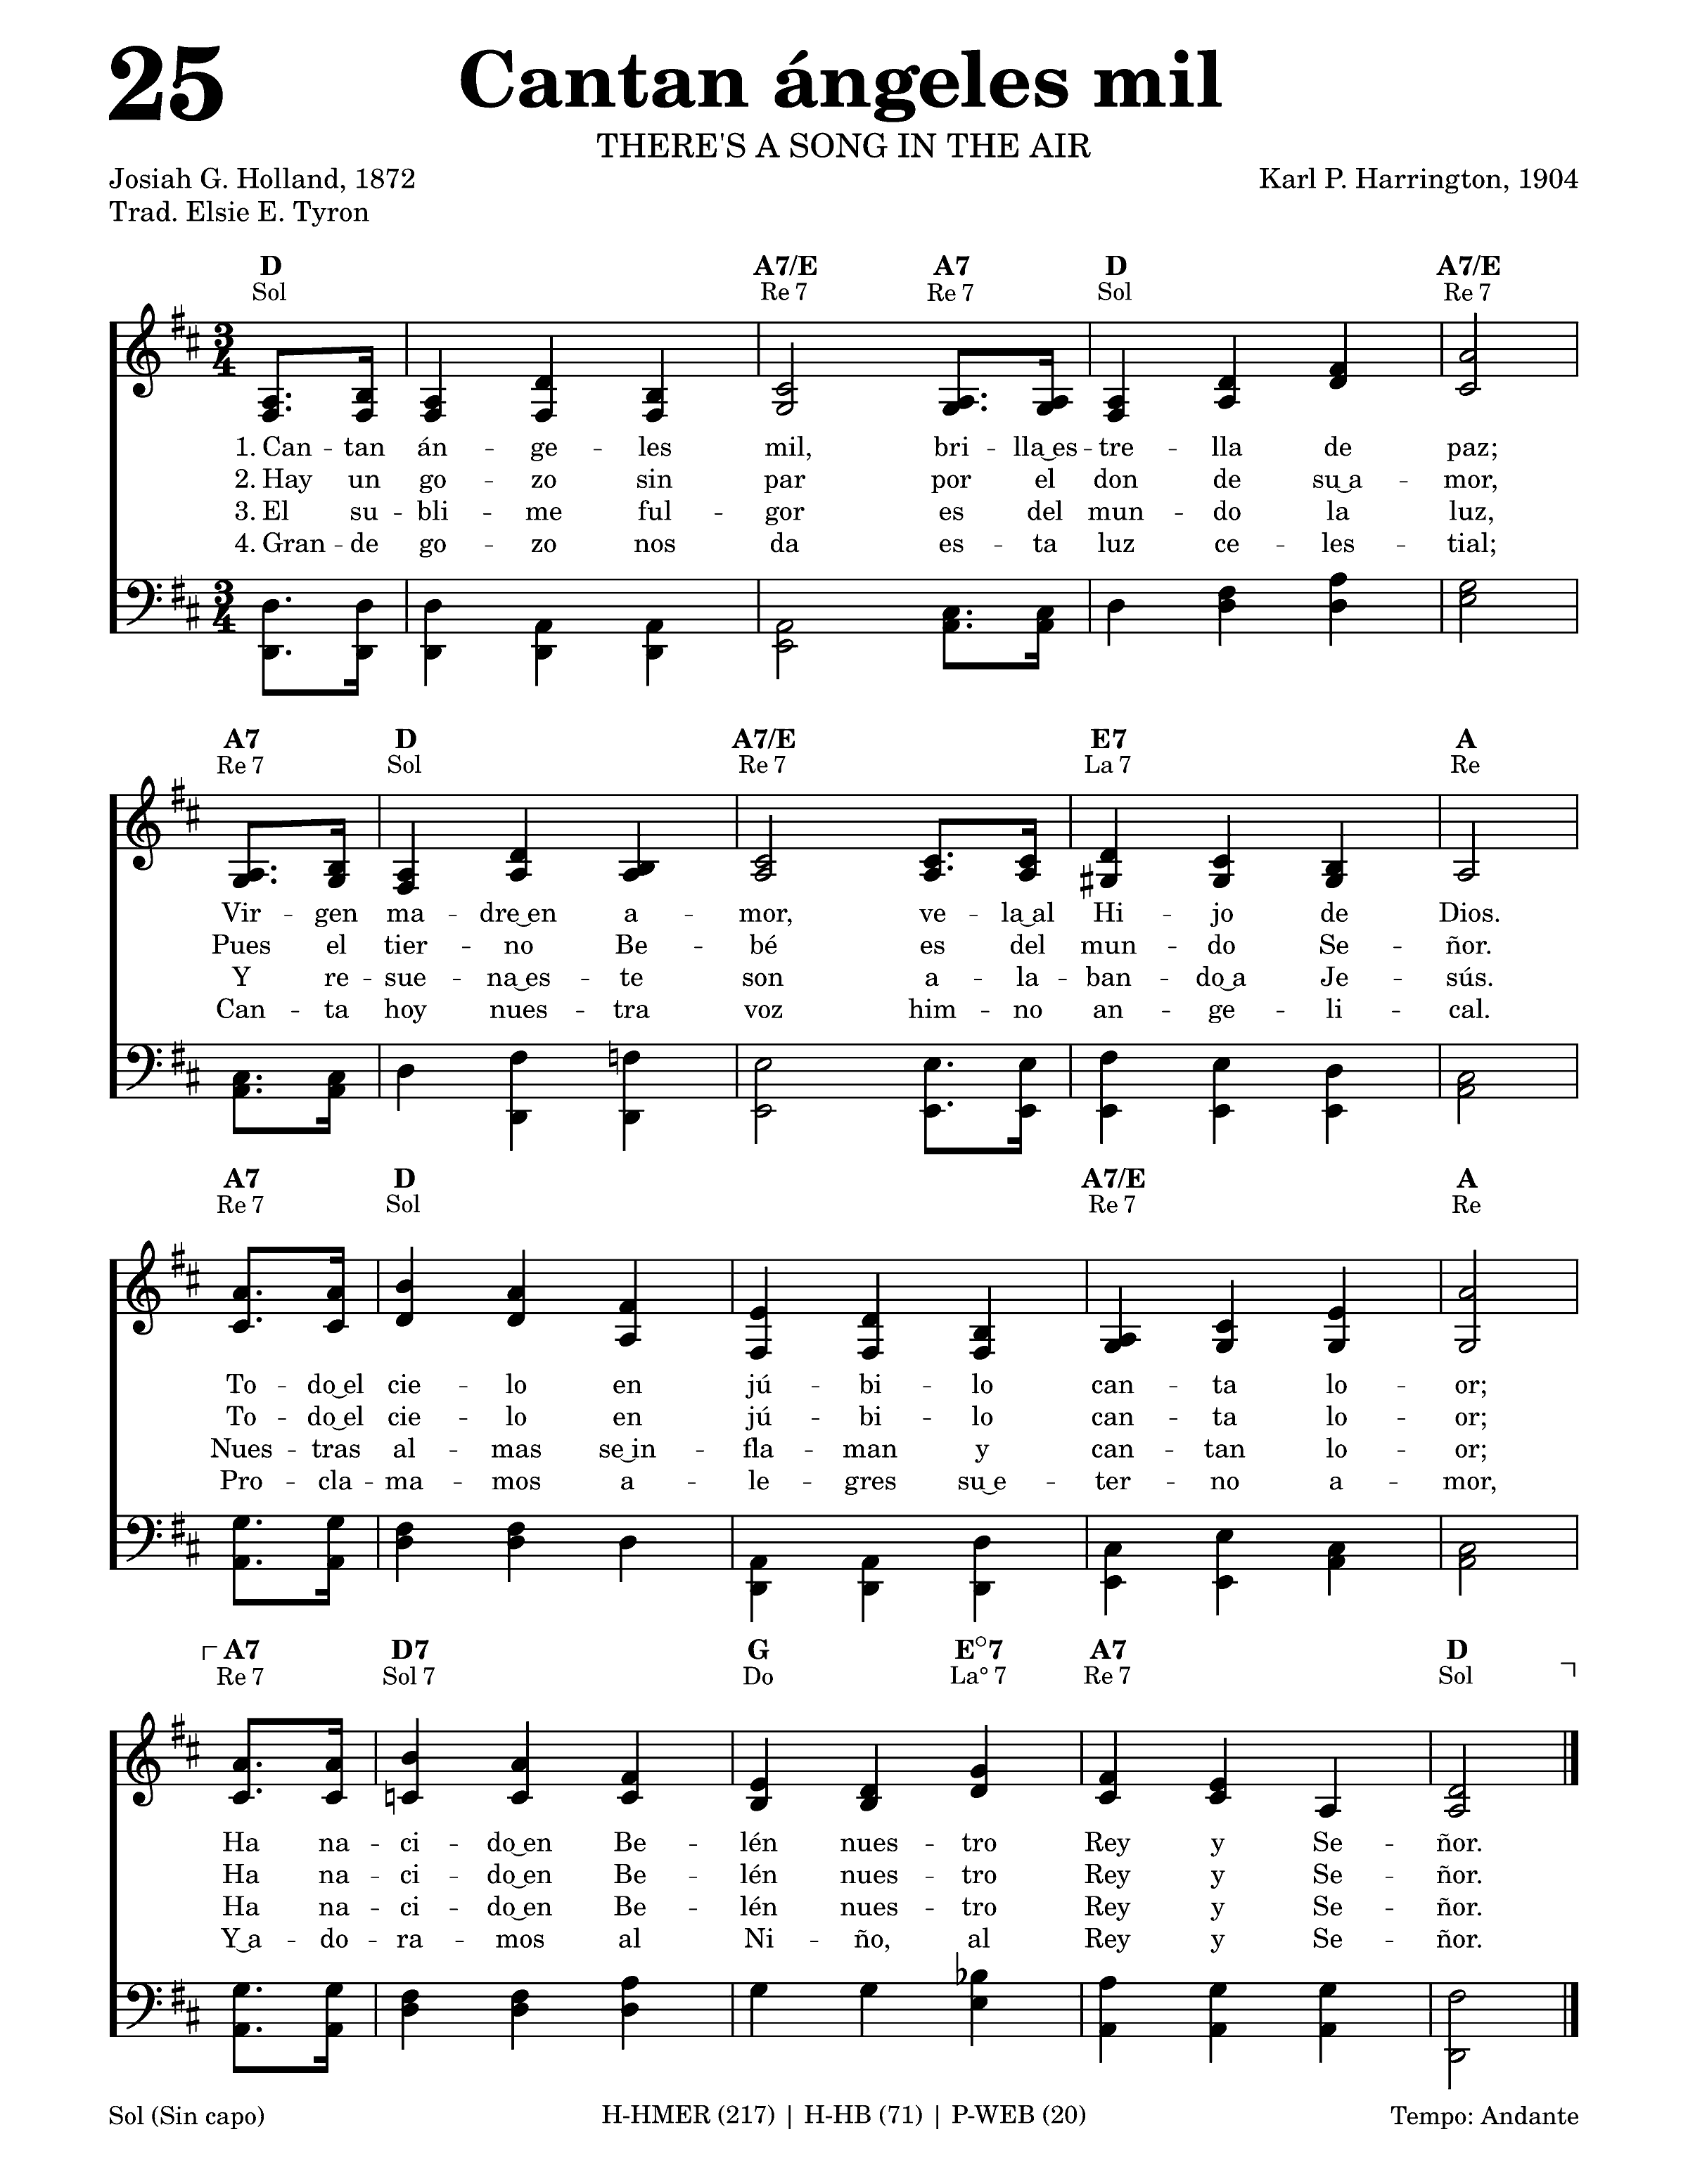 25 Cantan ángeles mil
THERE'S A SONG IN THE AIR
Josiah G. Holland, 1872 Karl P. Harrington, 1904
Trad. Elsie E. Tyron
D A7/E A7 D A7/E
Sol Re 7 Re 7 Sol Re 7
1. Can -- tan án -- ge -- les mil, bri -- lla‿es -- tre -- lla de paz;
2. Hay un go -- zo sin par por el don de su‿a -- mor,
3. El su -- bli -- me ful -- gor es del mun -- do la luz,
4. Gran -- de go -- zo nos da es -- ta luz ce -- les -- tial;
A7 D A7/E E7 A
Re 7 Sol Re 7 La 7 Re
Vir -- gen ma -- dre‿en a -- mor, ve -- la‿al Hi -- jo de Dios.
Pues el tier -- no Be -- bé es del mun -- do Se -- ñor.
Y re -- sue -- na‿es -- te son a -- la -- ban -- do‿a Je -- sús.
Can -- ta hoy nues -- tra voz him -- no an -- ge -- li -- cal.
A7 D A7/E A
Re 7 Sol Re 7 Re
To -- do‿el cie -- lo en jú -- bi -- lo can -- ta lo -- or;
To -- do‿el cie -- lo en jú -- bi -- lo can -- ta lo -- or;
Nues -- tras al -- mas se‿in -- fla -- man y can -- tan lo -- or;
Pro -- cla -- ma -- mos a -- le -- gres su‿e -- ter -- no a -- mor,
A7 D7 G E°7 A7 D
Re 7 Sol 7 Do La° 7 Re 7 Sol
Ha na -- ci -- do‿en Be -- lén nues -- tro Rey y Se -- ñor.
Ha na -- ci -- do‿en Be -- lén nues -- tro Rey y Se -- ñor.
Ha na -- ci -- do‿en Be -- lén nues -- tro Rey y Se -- ñor.
Y‿a -- do -- ra -- mos al Ni -- ño, al Rey y Se -- ñor.
Sol (Sin capo) H-HMER (217) | H-HB (71) | P-WEB (20) Tempo: Andante